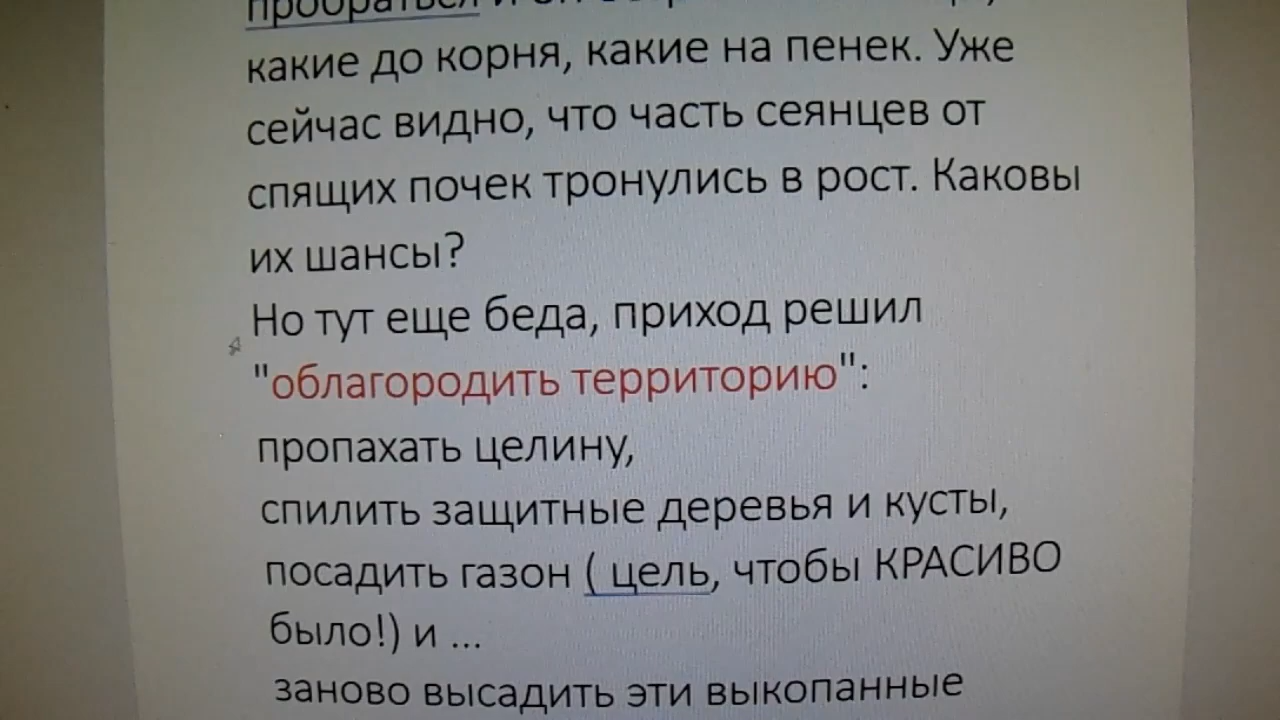 пробраться и он
какие до корня, какие на пенек. Уже
сейчас видно, что часть сеянцев от
спящих почек тронулись в рост. Каковы
их шансы?
Но тут еще беда, приход решил
"облагородить территорию":
пропахать целину,
спилить защитные деревья и кусты,
посадить газон ( цель, чтобы КРАСИВО
было!) и ...
заново высадить эти выкопанные